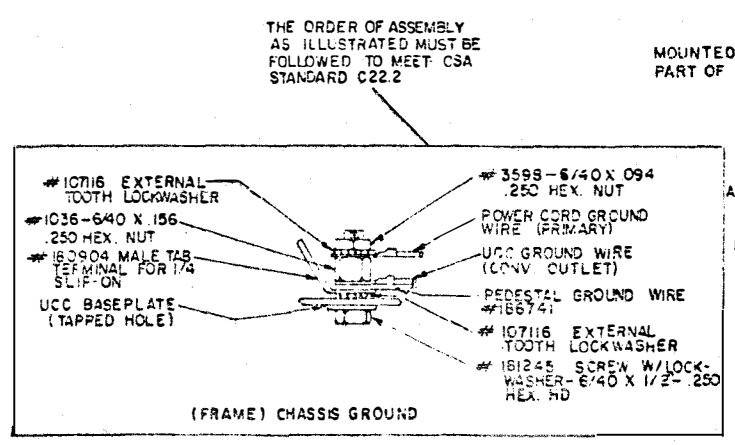 THE ORDER OF ASSEMBLY
AS ILLUSTRATED MUST BE
FOLLOWED TO MEET CSA
STANDARD C22.2
MOUNTED
PART OF
# 107116 EXTERNAL
TOOTH LOCKWASHER
# 1036-6/40 X .156
.250 HEX. NUT
# 160904 MALE TAB
TERMINAL FOR 1/4
SLIP-ON
UCC BASEPLATE
(TAPPED HOLE)
# 3598-6/40 X .094
.250 HEX. NUT
A
POWER CORD GROUND
WIRE (PRIMARY)
UCC GROUND WIRE
(CONV. OUTLET)
PEDESTAL GROUND WIRE
#186741
# 107116 EXTERNAL
TOOTH LOCKWASHER
# 181245 SCREW W/LOCK-
WASHER-6/40 X 1/2-.250
HEX. HD
(FRAME) CHASSIS GROUND